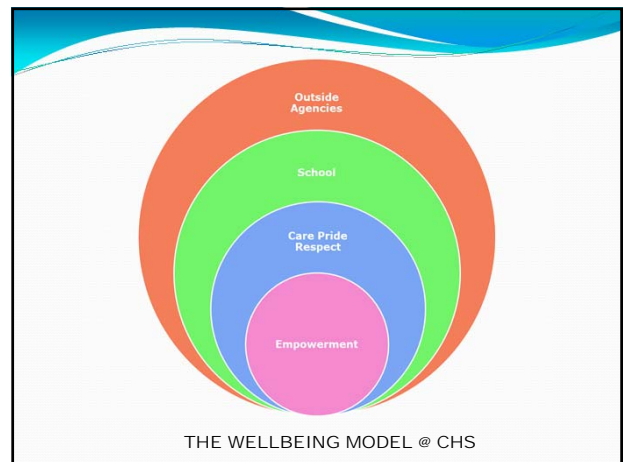 Outside
Agencies
School
Care Pride
Respect
Empowerment
THE WELLBEING MODEL @ CHS